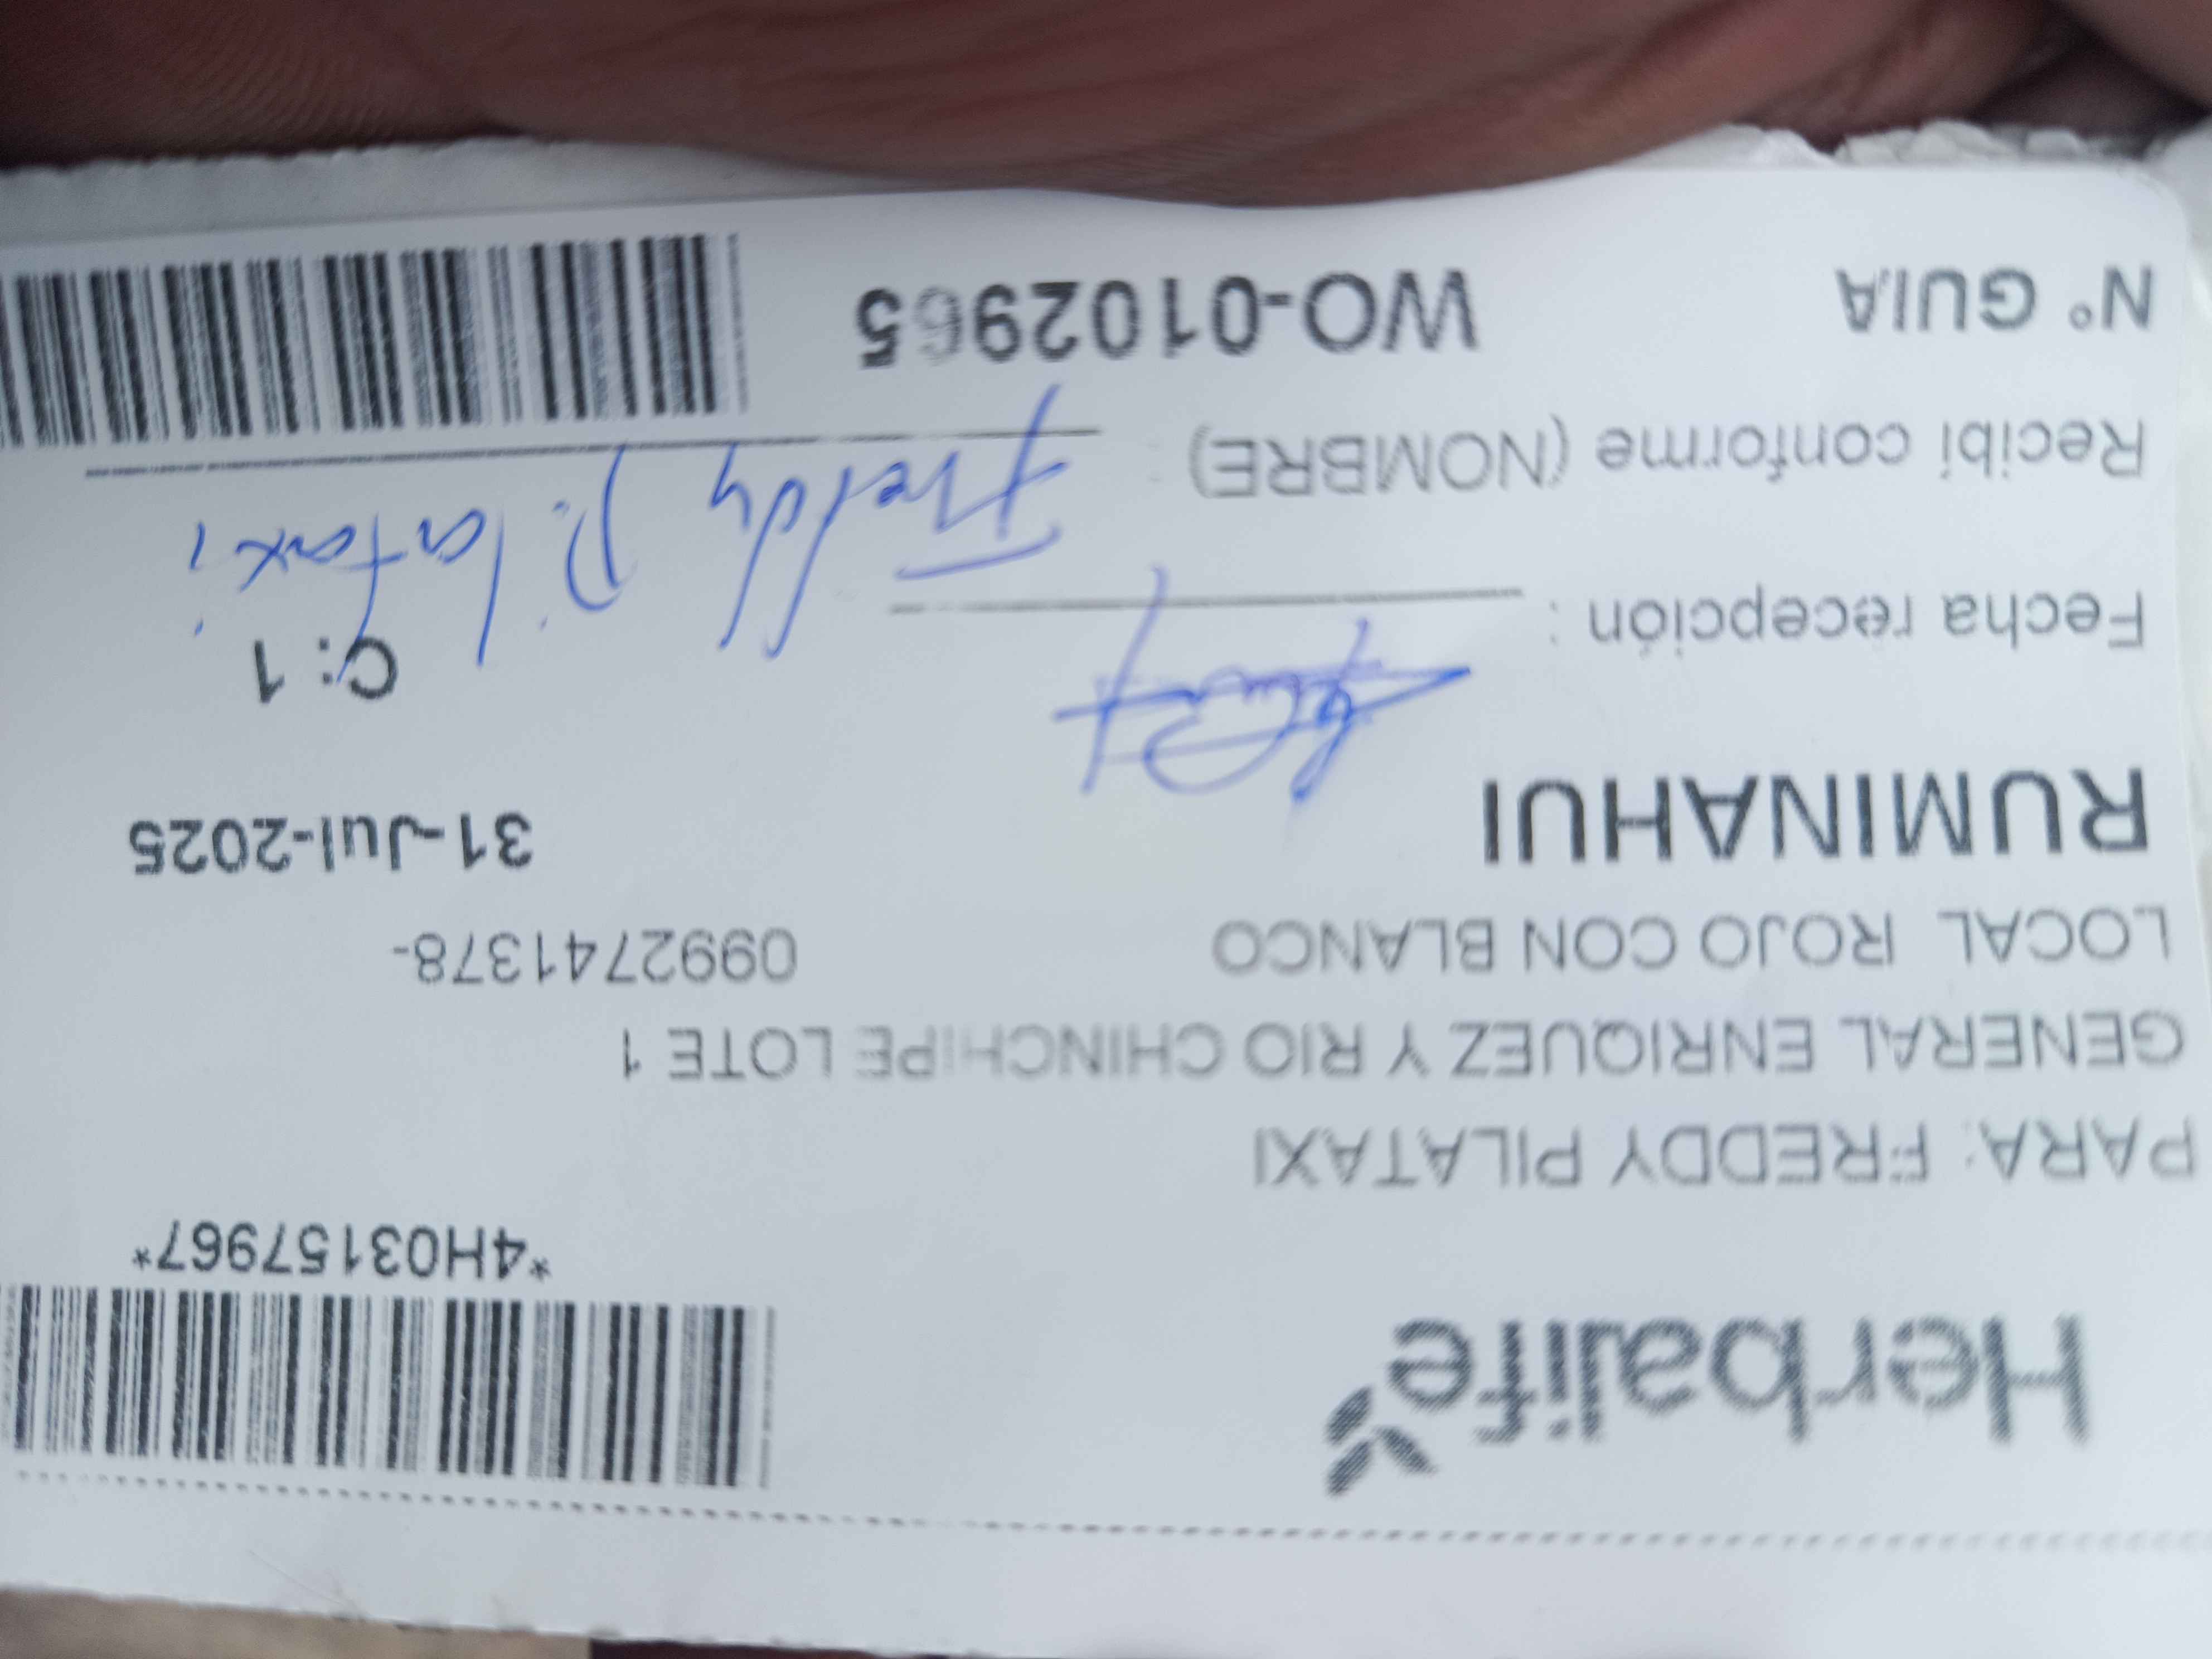 Herbalife
*4H03157967*
PARA: FREDDY PILATAXI
GENERAL ENRIQUEZ Y RIO CHINCHIPE LOTE 1
LOCAL ROJO CON BLANCO 0992741378-
RUMINAHUI 31-Jul-2025
C: 1
Fecha recepción :
Recibi conforme (NOMBRE) : Freddy Pilataxi
N° GUIA WO-0102965